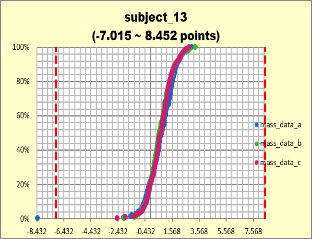 subject_13
(-7.015 ~ 8.452 points)
100%
80%
60%
40%
20%
0%
mass_data_a
mass_data_b
mass_data_c
-8.432 -6.432 -4.432 -2.432 -0.432 1.568 3.568 5.568 7.568